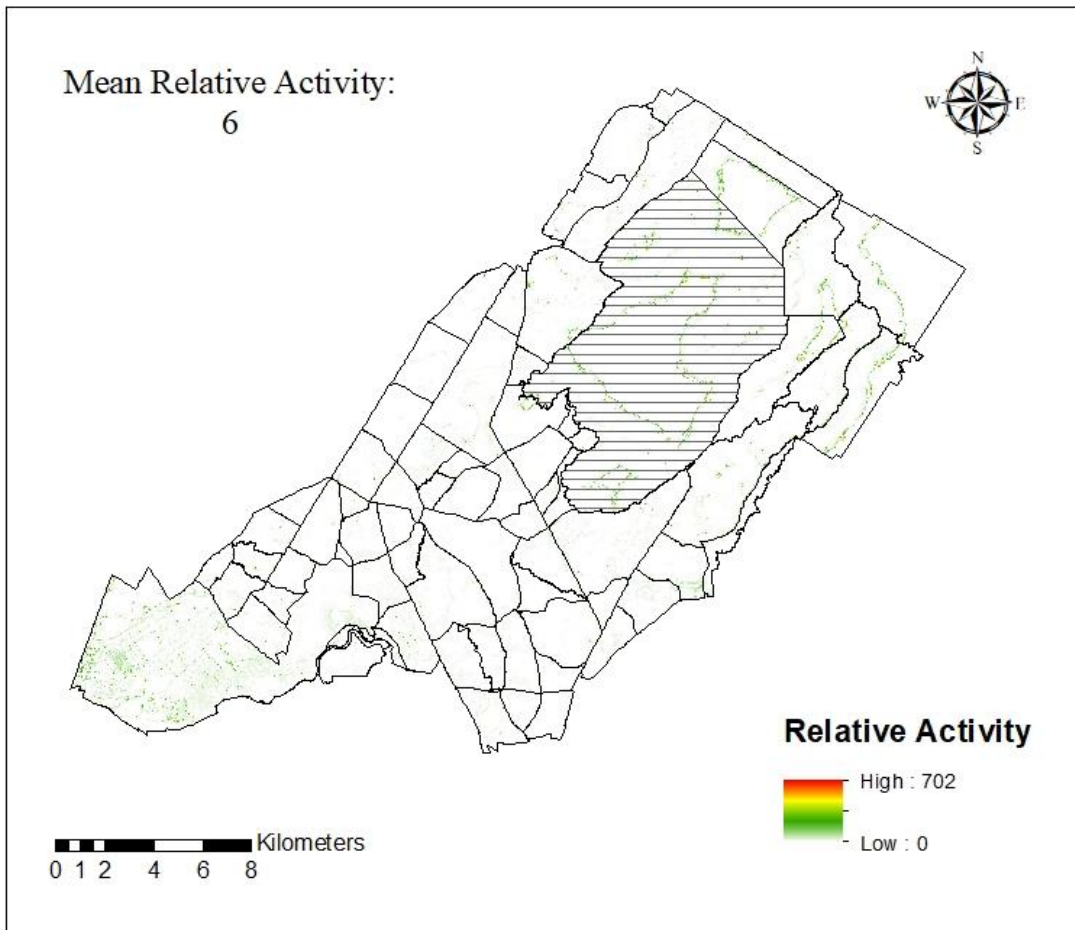 Mean Relative Activity:
6
N
W E
S
Relative Activity
High : 702
Low : 0
Kilometers
0 1 2 4 6 8